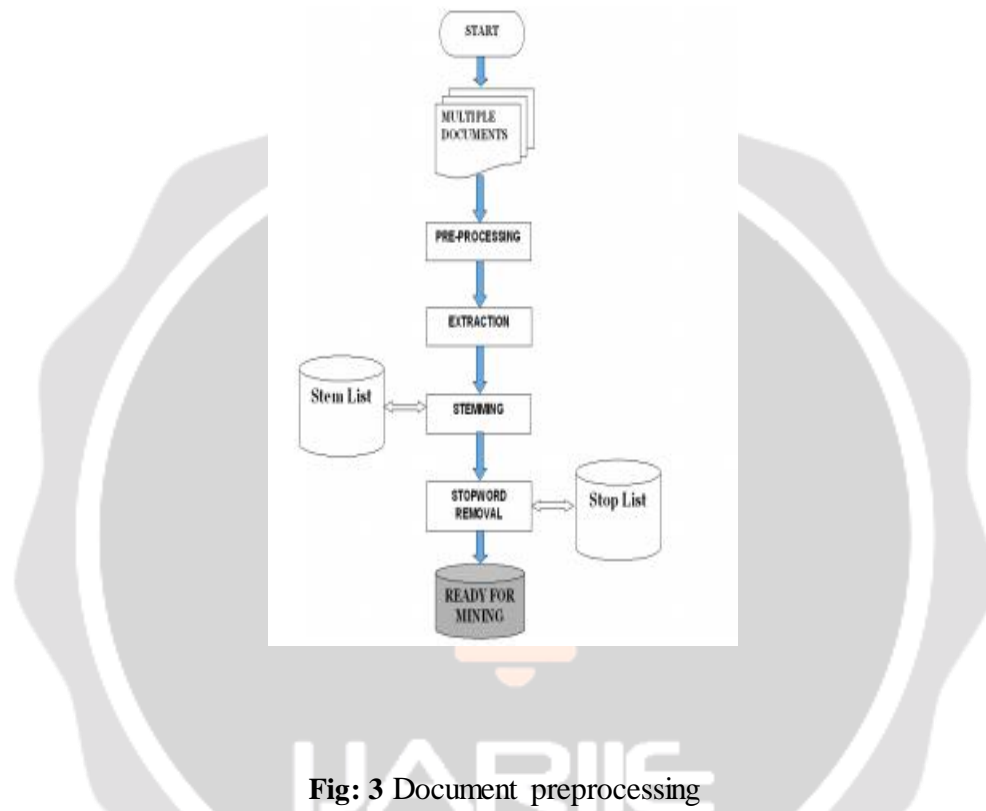 START
MULTIPLE
DOCUMENTS
PRE-PROCESSING
EXTRACTION
Stem List
STEMMING
STOPWORD
REMOVAL
Stop List
READY FOR
MINING
IJARIIE
Fig: 3 Document preprocessing